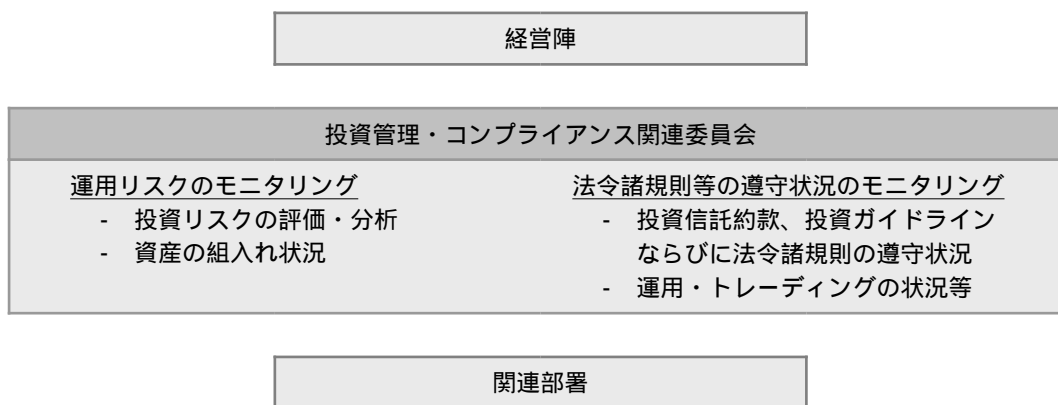 経営陣
投資管理・コンプライアンス関連委員会
運用リスクのモニタリング
- 投資リスクの評価・分析
- 資産の組入れ状況
法令諸規則等の遵守状況のモニタリング
- 投資信託約款、投資ガイドライン
ならびに法令諸規則の遵守状況
- 運用・トレーディングの状況等
関連部署